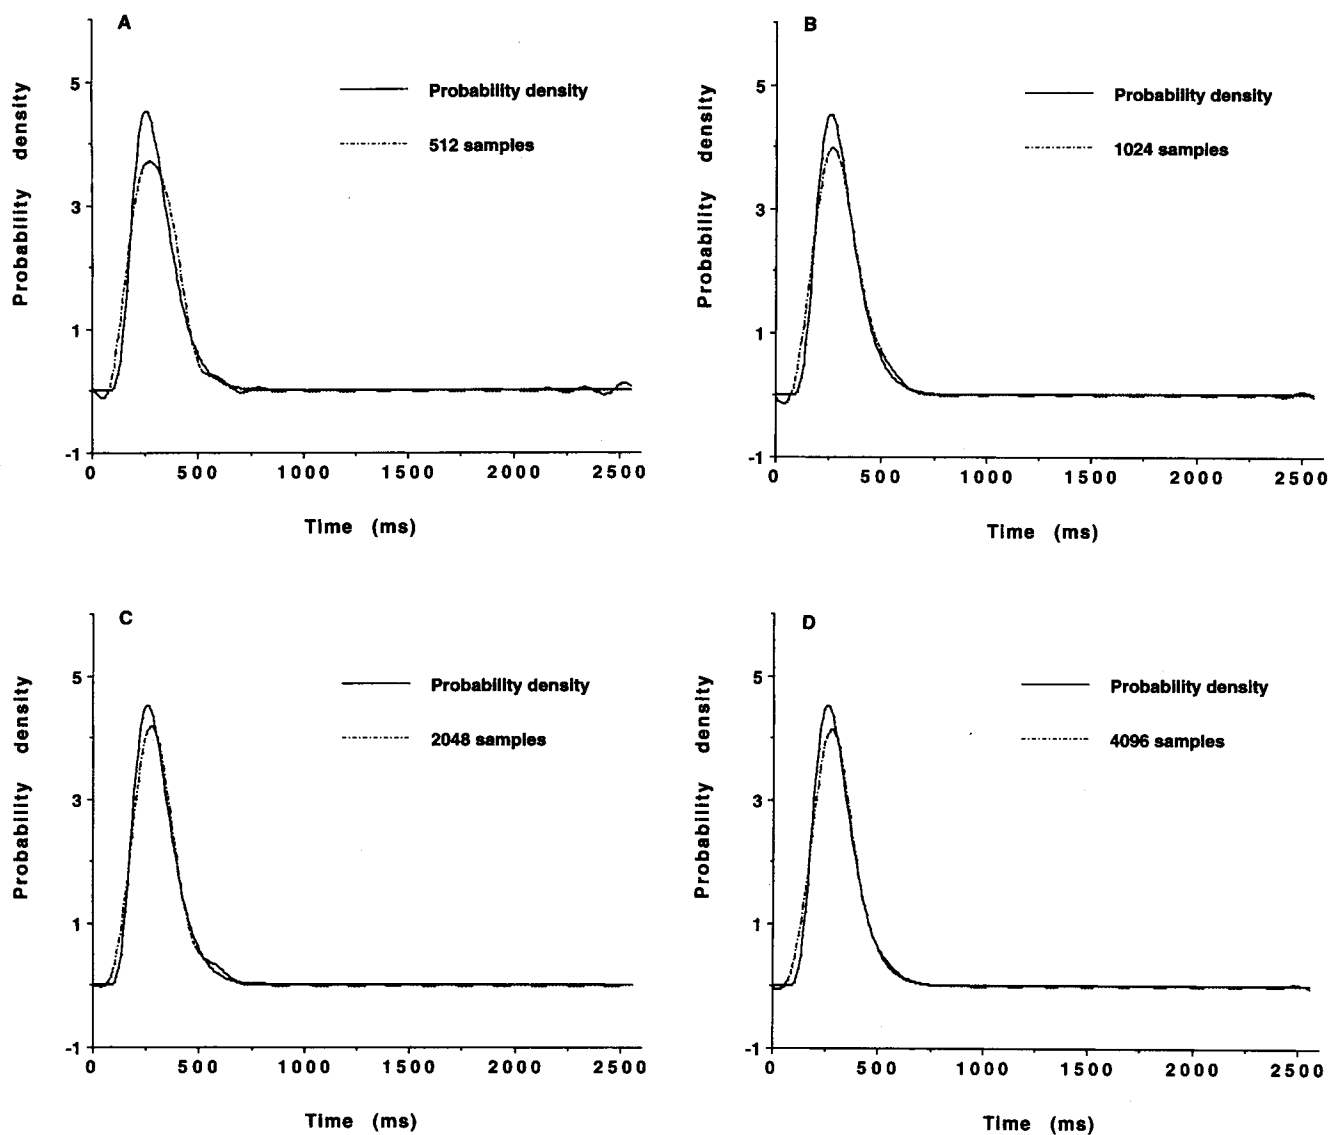 A
Probability density
5
3
1
-1
Probability density
512 samples
0 500 1000 1500 2000 2500
Time (ms)
B
Probability density
5
3
1
-1
Probability density
1024 samples
0 500 1000 1500 2000 2500
Time (ms)
C
Probability density
5
3
1
-1
Probability density
2048 samples
0 500 1000 1500 2000 2500
Time (ms)
D
Probability density
5
3
1
-1
Probability density
4096 samples
0 500 1000 1500 2000 2500
Time (ms)